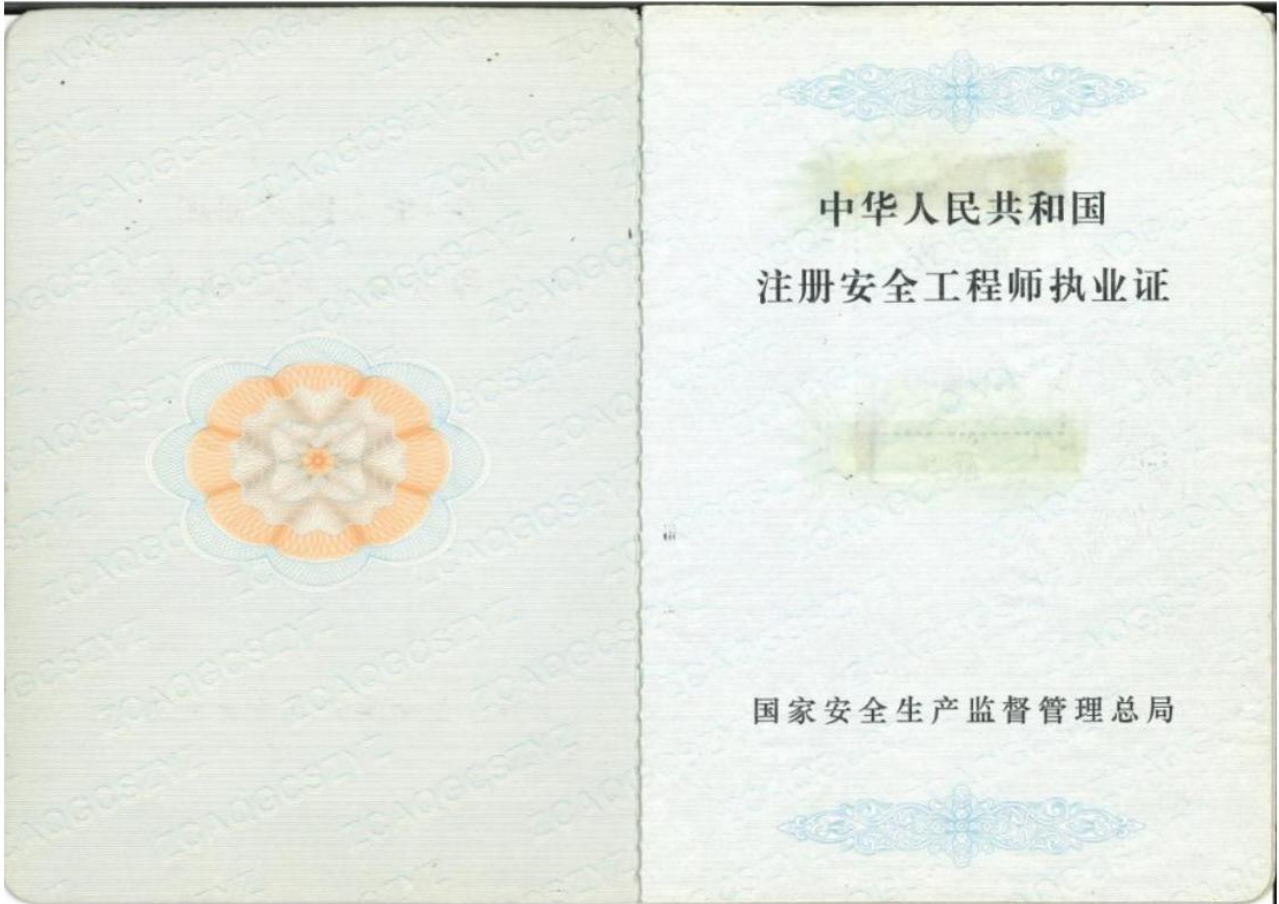 中华人民共和国
注册安全工程师执业证
国家安全生产监督管理总局